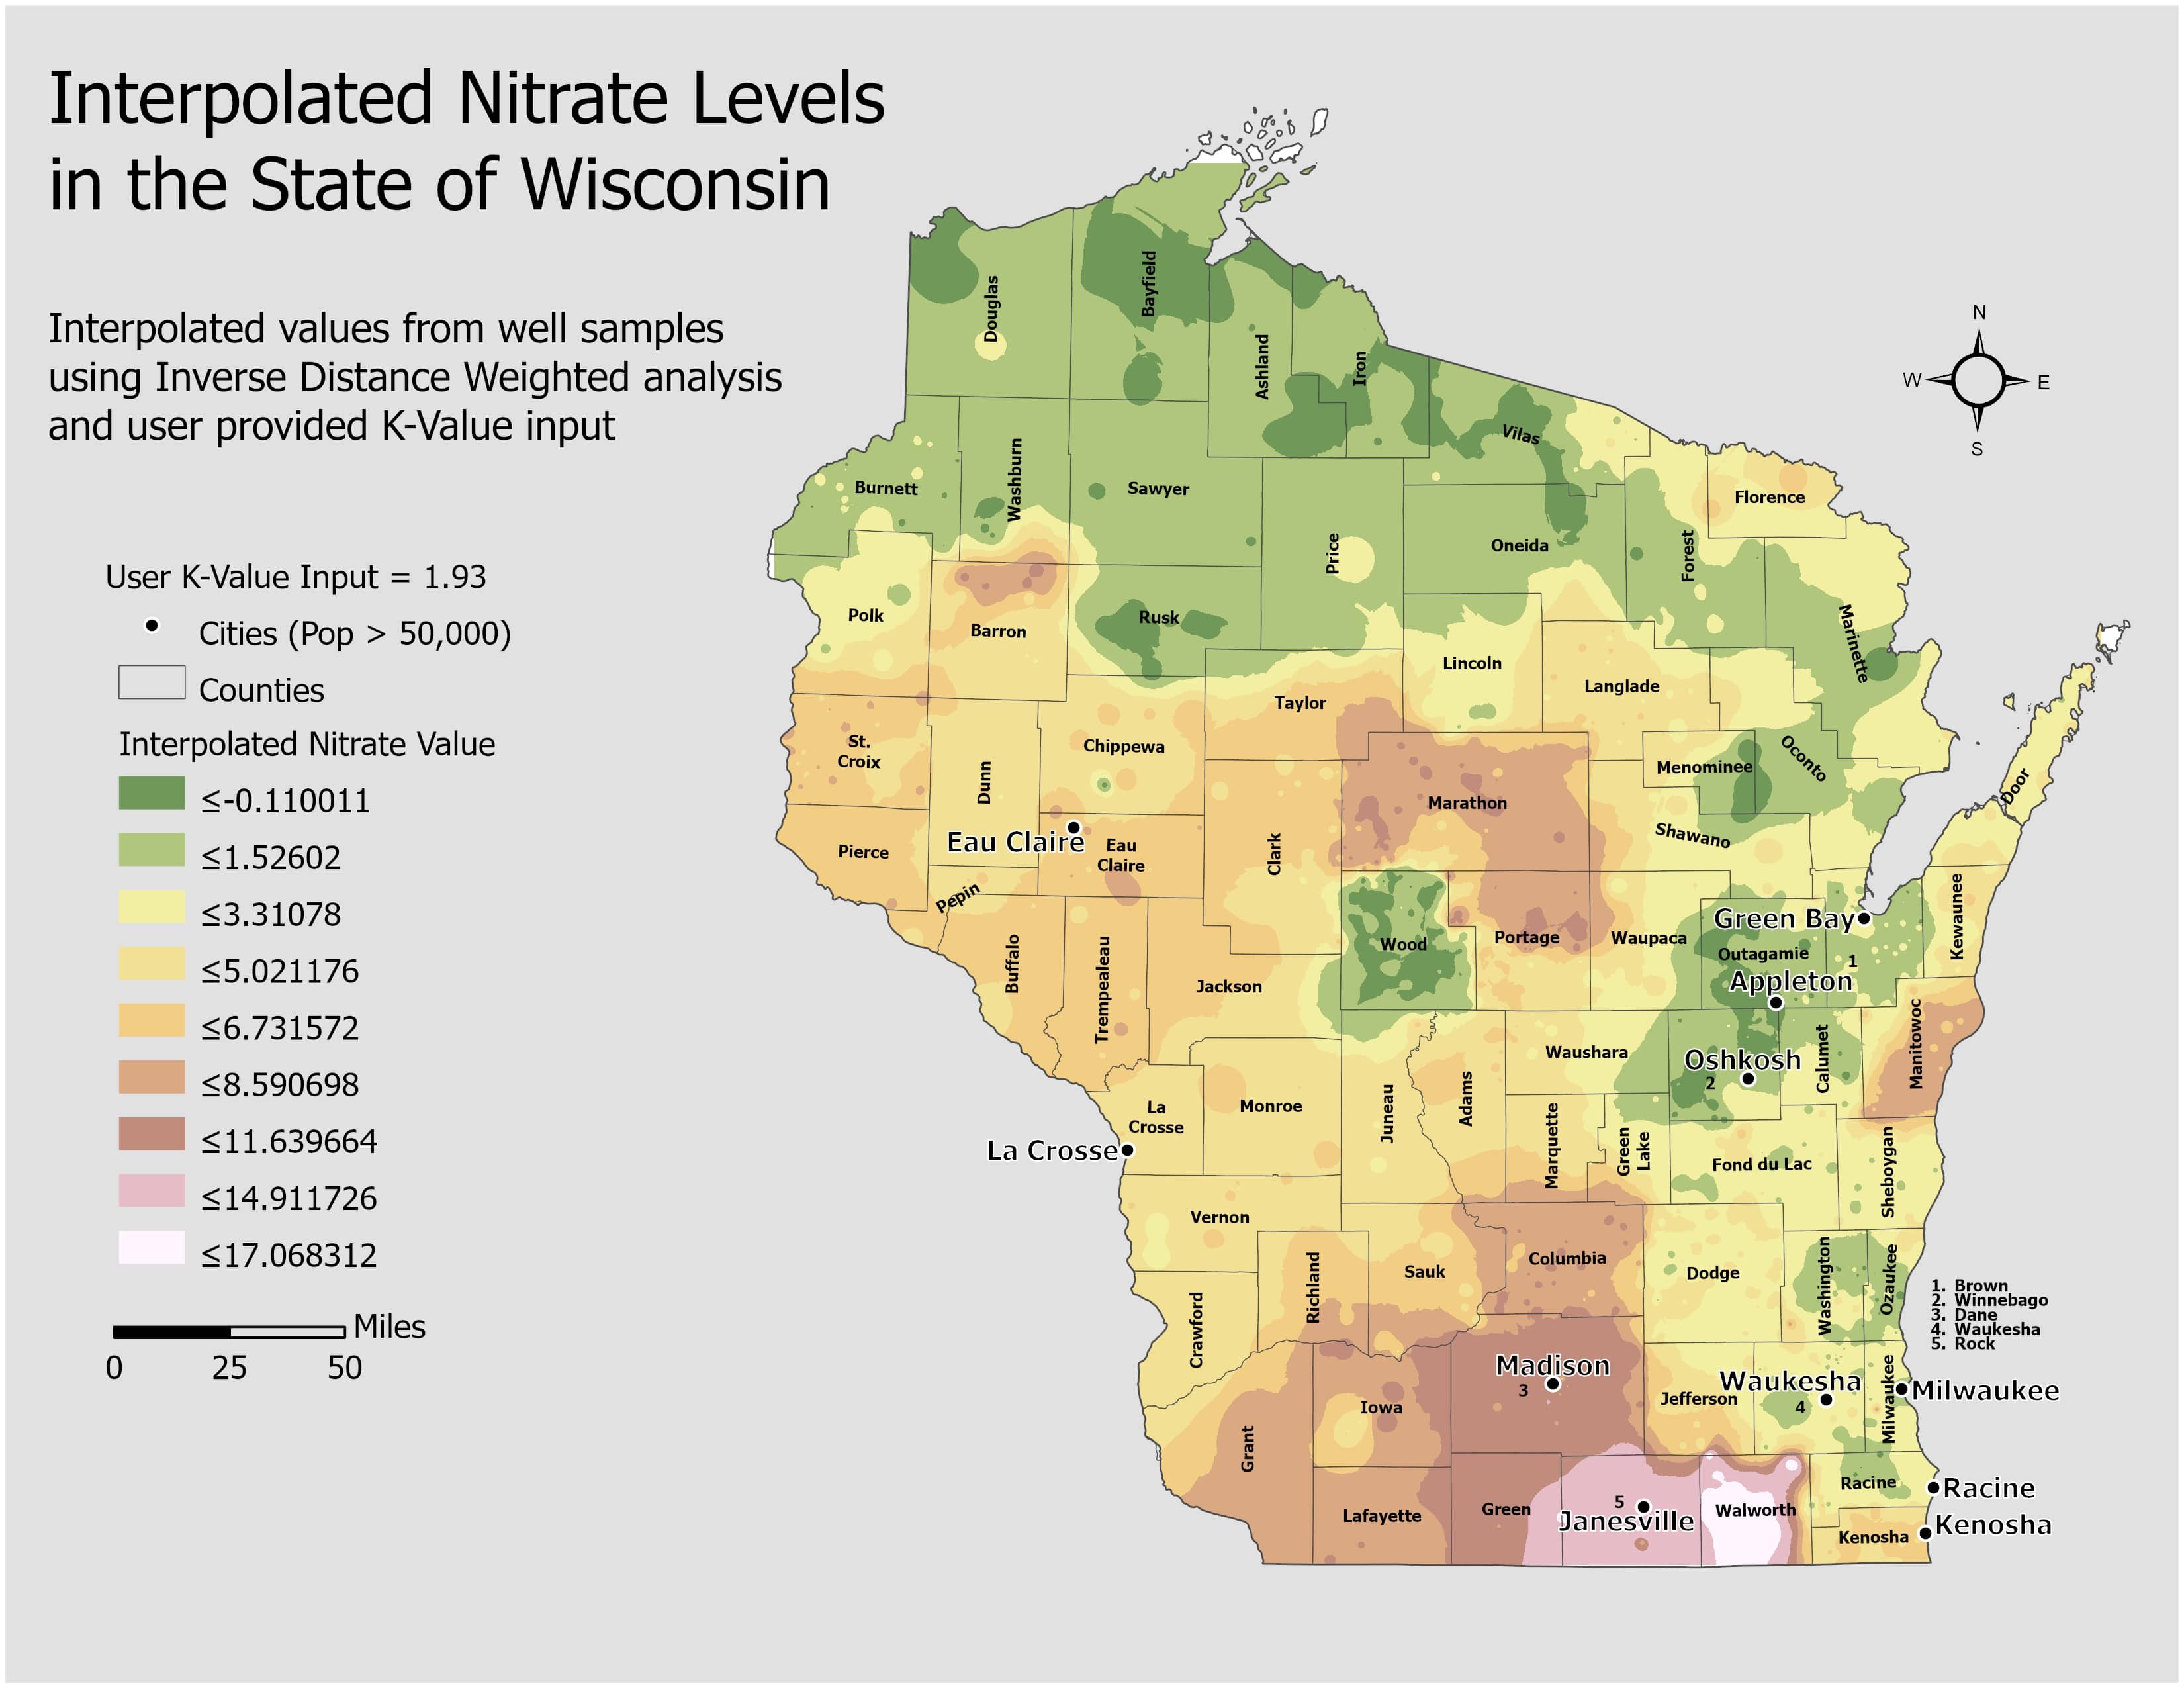 Interpolated Nitrate Levels
in the State of Wisconsin
Interpolated values from well samples
using Inverse Distance Weighted analysis
and user provided K-Value input
User K-Value Input = 1.93
Cities (Pop > 50,000)
Counties
Interpolated Nitrate Value
≤-0.110011
≤1.52602
≤3.31078
≤5.021176
≤6.731572
≤8.590698
≤11.639664
≤14.911726
≤17.068312
Miles
0 25 50
N
W E
S
Douglas
Bayfield
Ashland
Iron
Vilas
Burnett
Washburn
Sawyer
Price
Oneida
Forest
Florence
Marinette
Polk
Barron
Rusk
Lincoln
Langlade
Taylor
St.
Croix
Dunn
Chippewa
Marathon
Menominee
Oconto
Door
Shawano
Pierce
Eau Claire
Eau
Claire
Clark
Pepin
Buffalo
Trempealeau
Jackson
Wood
Portage
Waupaca
Green Bay
Outagamie
1
Appleton
Kewaunee
Manitowoc
Waushara
Oshkosh
2
Calumet
La
Crosse
Monroe
Juneau
Adams
Marquette
Green
Lake
Fond du Lac
Sheboygan
La Crosse
Vernon
Richland
Sauk
Columbia
Dodge
Washington
Ozaukee
1. Brown
2. Winnebago
3. Dane
4. Waukesha
5. Rock
Crawford
Madison
3
Iowa
Grant
Jefferson
Waukesha
4
Milwaukee
Milwaukee
Lafayette
Green
5
Janesville
Walworth
Racine
Racine
Kenosha
Kenosha